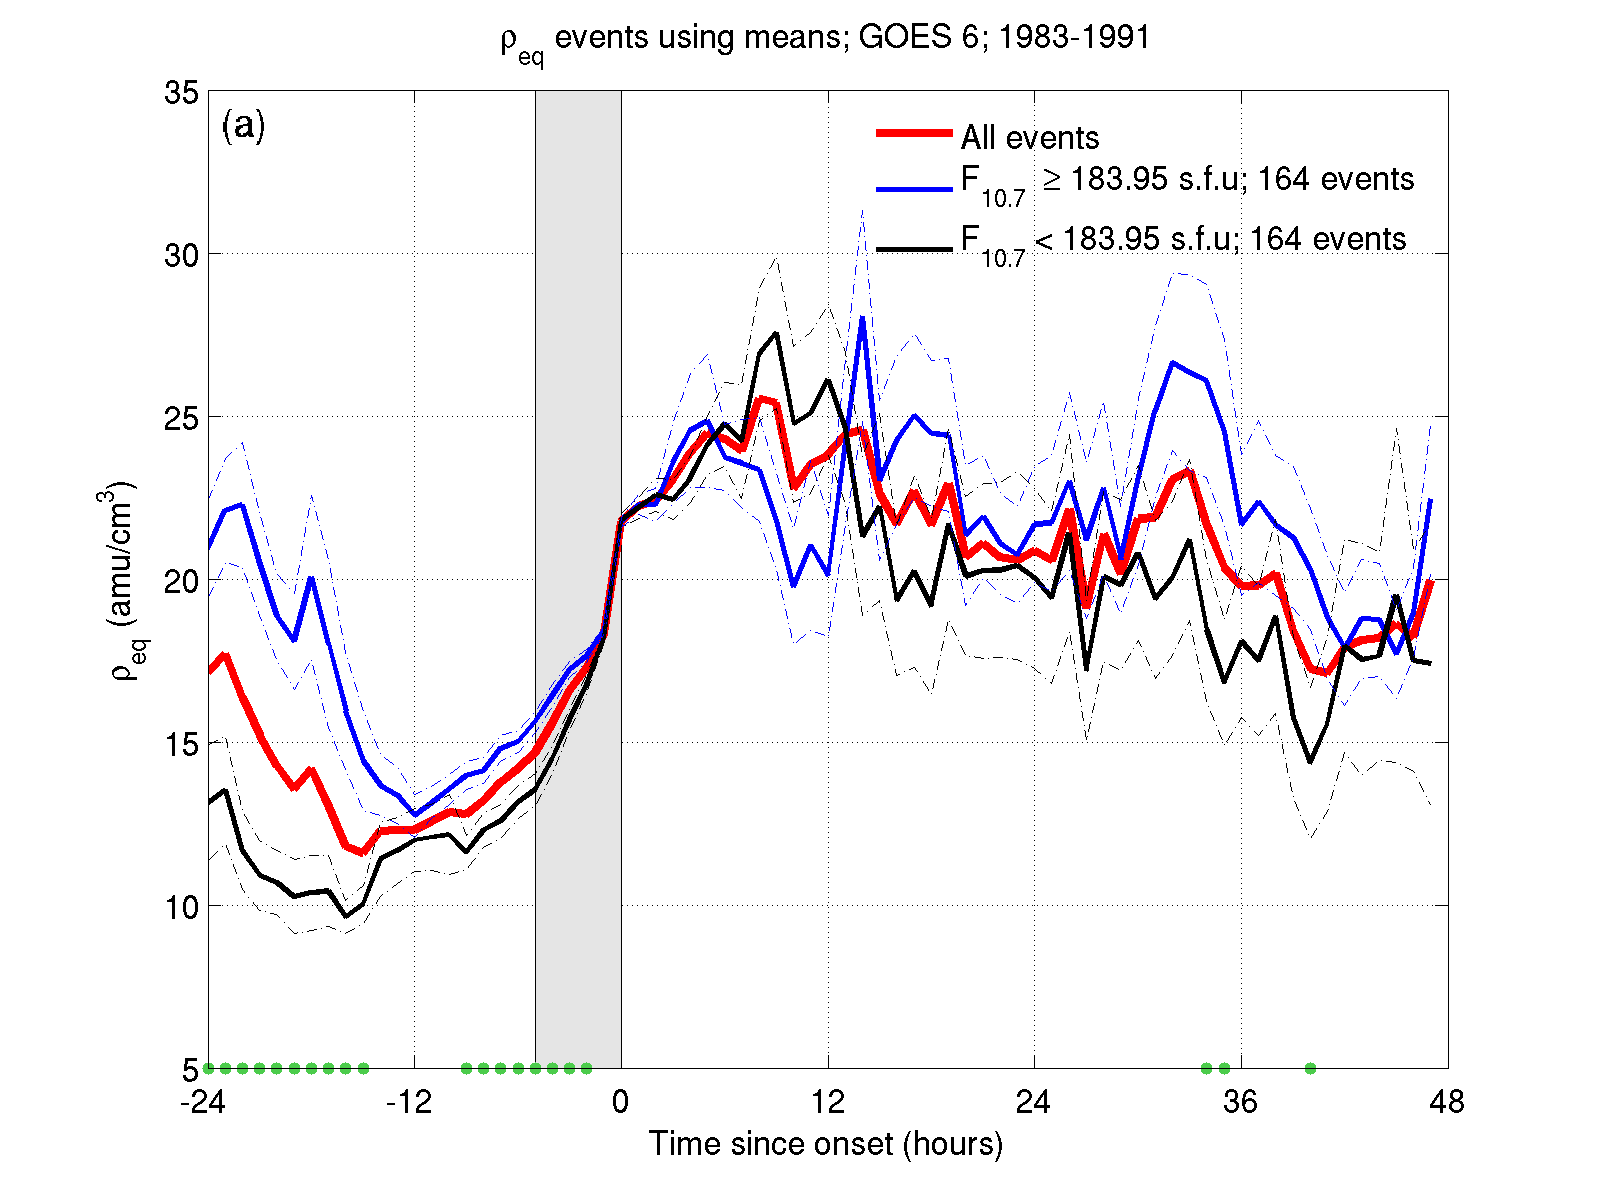 ρeq events using means; GOES 6; 1983-1991
(a)
All events
F10.7 ≥ 183.95 s.f.u; 164 events
F10.7 < 183.95 s.f.u; 164 events
35
30
25
20
15
10
5
ρeq (amu/cm3)
-24 -12 0 12 24 36 48
Time since onset (hours)